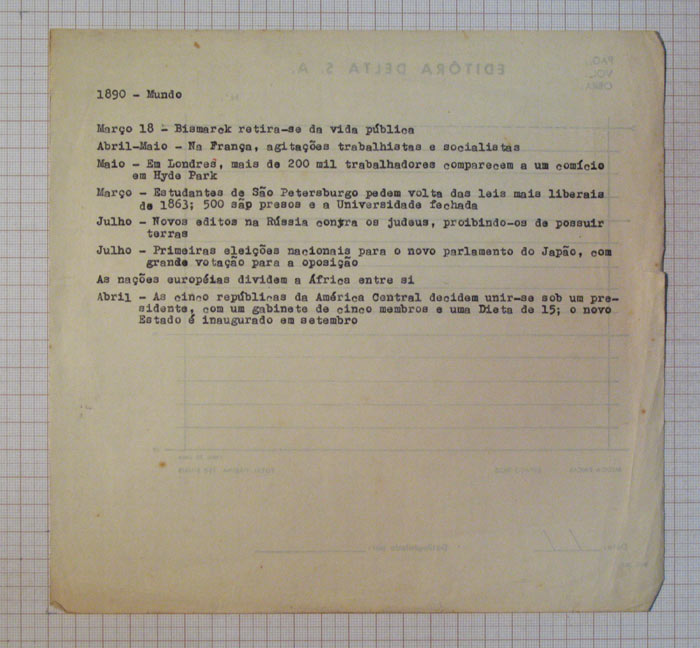 PAG.
VOL.
OBRA
EDITÔRA DELTA S. A.
1890 - Mundo
Março 18 - Bismarck retira-se da vida pública
Abril-Maio - Na França, agitações trabalhistas e socialistas
Maio - Em Londres, mais de 200 mil trabalhadores comparecem a um comício
em Hyde Park
Março - Estudantes de São Petersburgo pedem volta das leis mais liberais
de 1863; 500 são presos e a Universidade fechada
Julho - Novos editos na Rússia contra os judeus, proibindo-os de possuir
terras
Julho - Primeiras eleições nacionais para o novo parlamento do Japão, com
grande votação para a oposição
As nações européias dividem a África entre si
Abril - As cinco repúblicas da América Central decidem unir-se sob um pre-
sidente, com um gabinete de cinco membros e uma Dieta de 15; o novo
Estado é inaugurado em setembro